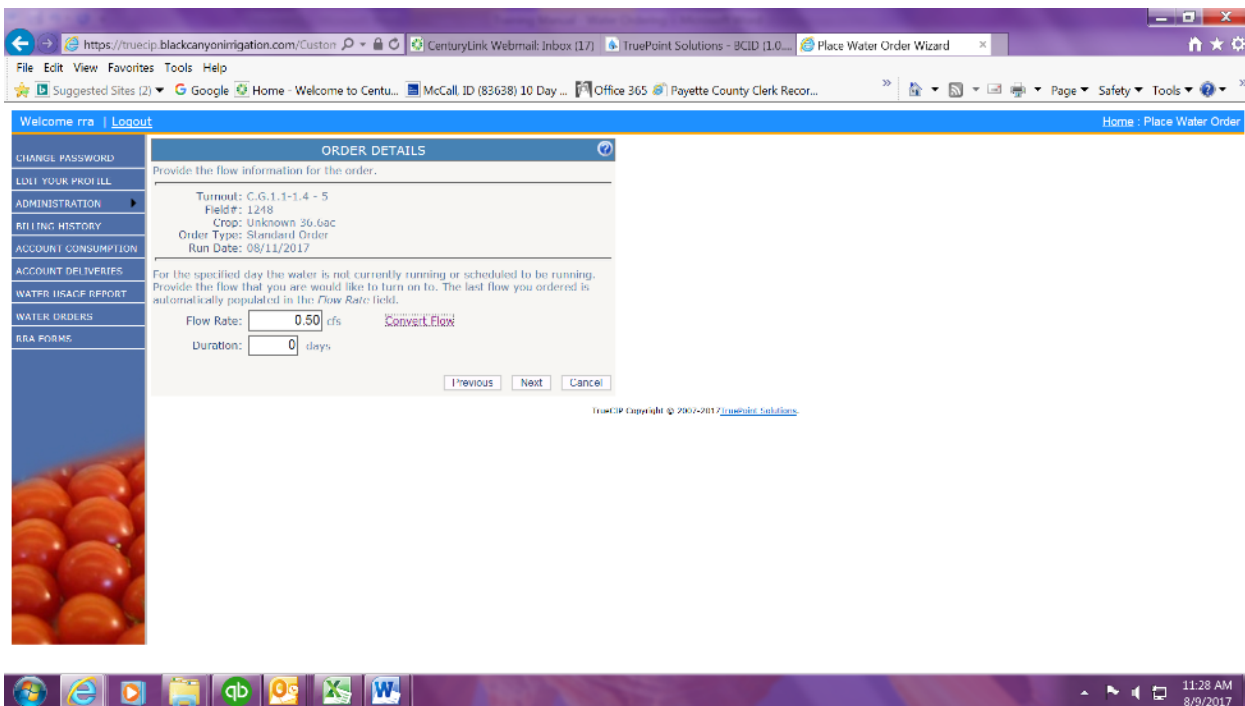 https://truecip.blackcanyonirrigation.com/Custon
CenturyLink Webmail: Inbox (17)
TruePoint Solutions - BCID (1.0....
Place Water Order Wizard
File Edit View Favorites Tools Help
Suggested Sites (2)
Google
Home - Welcome to Centu...
McCall, ID (83638) 10 Day ...
Office 365
Payette County Clerk Recor...
Page Safety Tools
Welcome rra | Logout
Home : Place Water Order
CHANGE PASSWORD
EDIT YOUR PROFILE
ADMINISTRATION
BILLING HISTORY
ACCOUNT CONSUMPTION
ACCOUNT DELIVERIES
WATER USAGE REPORT
WATER ORDERS
RRA FORMS
ORDER DETAILS
Provide the flow information for the order.
Turnout: C.G.1.1-1.4 - 5
Field#: 1248
Crop: Unknown 36.6ac
Order Type: Standard Order
Run Date: 08/11/2017
For the specified day the water is not currently running or scheduled to be running.
Provide the flow that you are would like to turn on to. The last flow you ordered is
automatically populated in the Flow Rate field.
Flow Rate: 0.50 cfs Convert Flow
Duration: 0 days
Previous Next Cancel
TrueCIP Copyright © 2007-2017 TruePoint Solutions.
qb
11:28 AM
8/9/2017